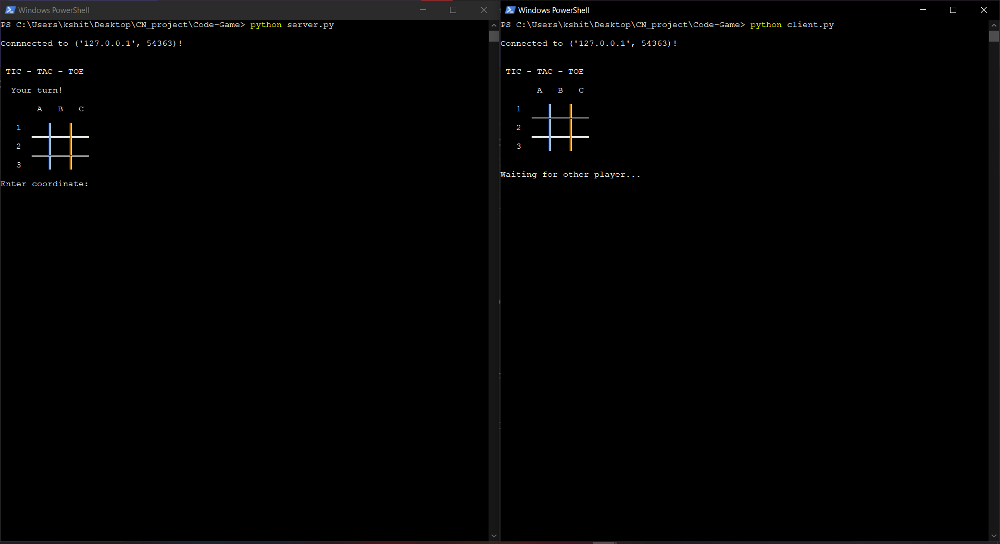 Windows PowerShell
PS C:\Users\kshit\Desktop\CN_project\Code-Game> python server.py
Connnected to ('127.0.0.1', 54363)!
TIC - TAC - TOE
Your turn!
A B C
1
2
3
Enter coordinate:
Windows PowerShell
PS C:\Users\kshit\Desktop\CN_project\Code-Game> python client.py
Connected to ('127.0.0.1', 54363)!
TIC - TAC - TOE
A B C
1
2
3
Waiting for other player...